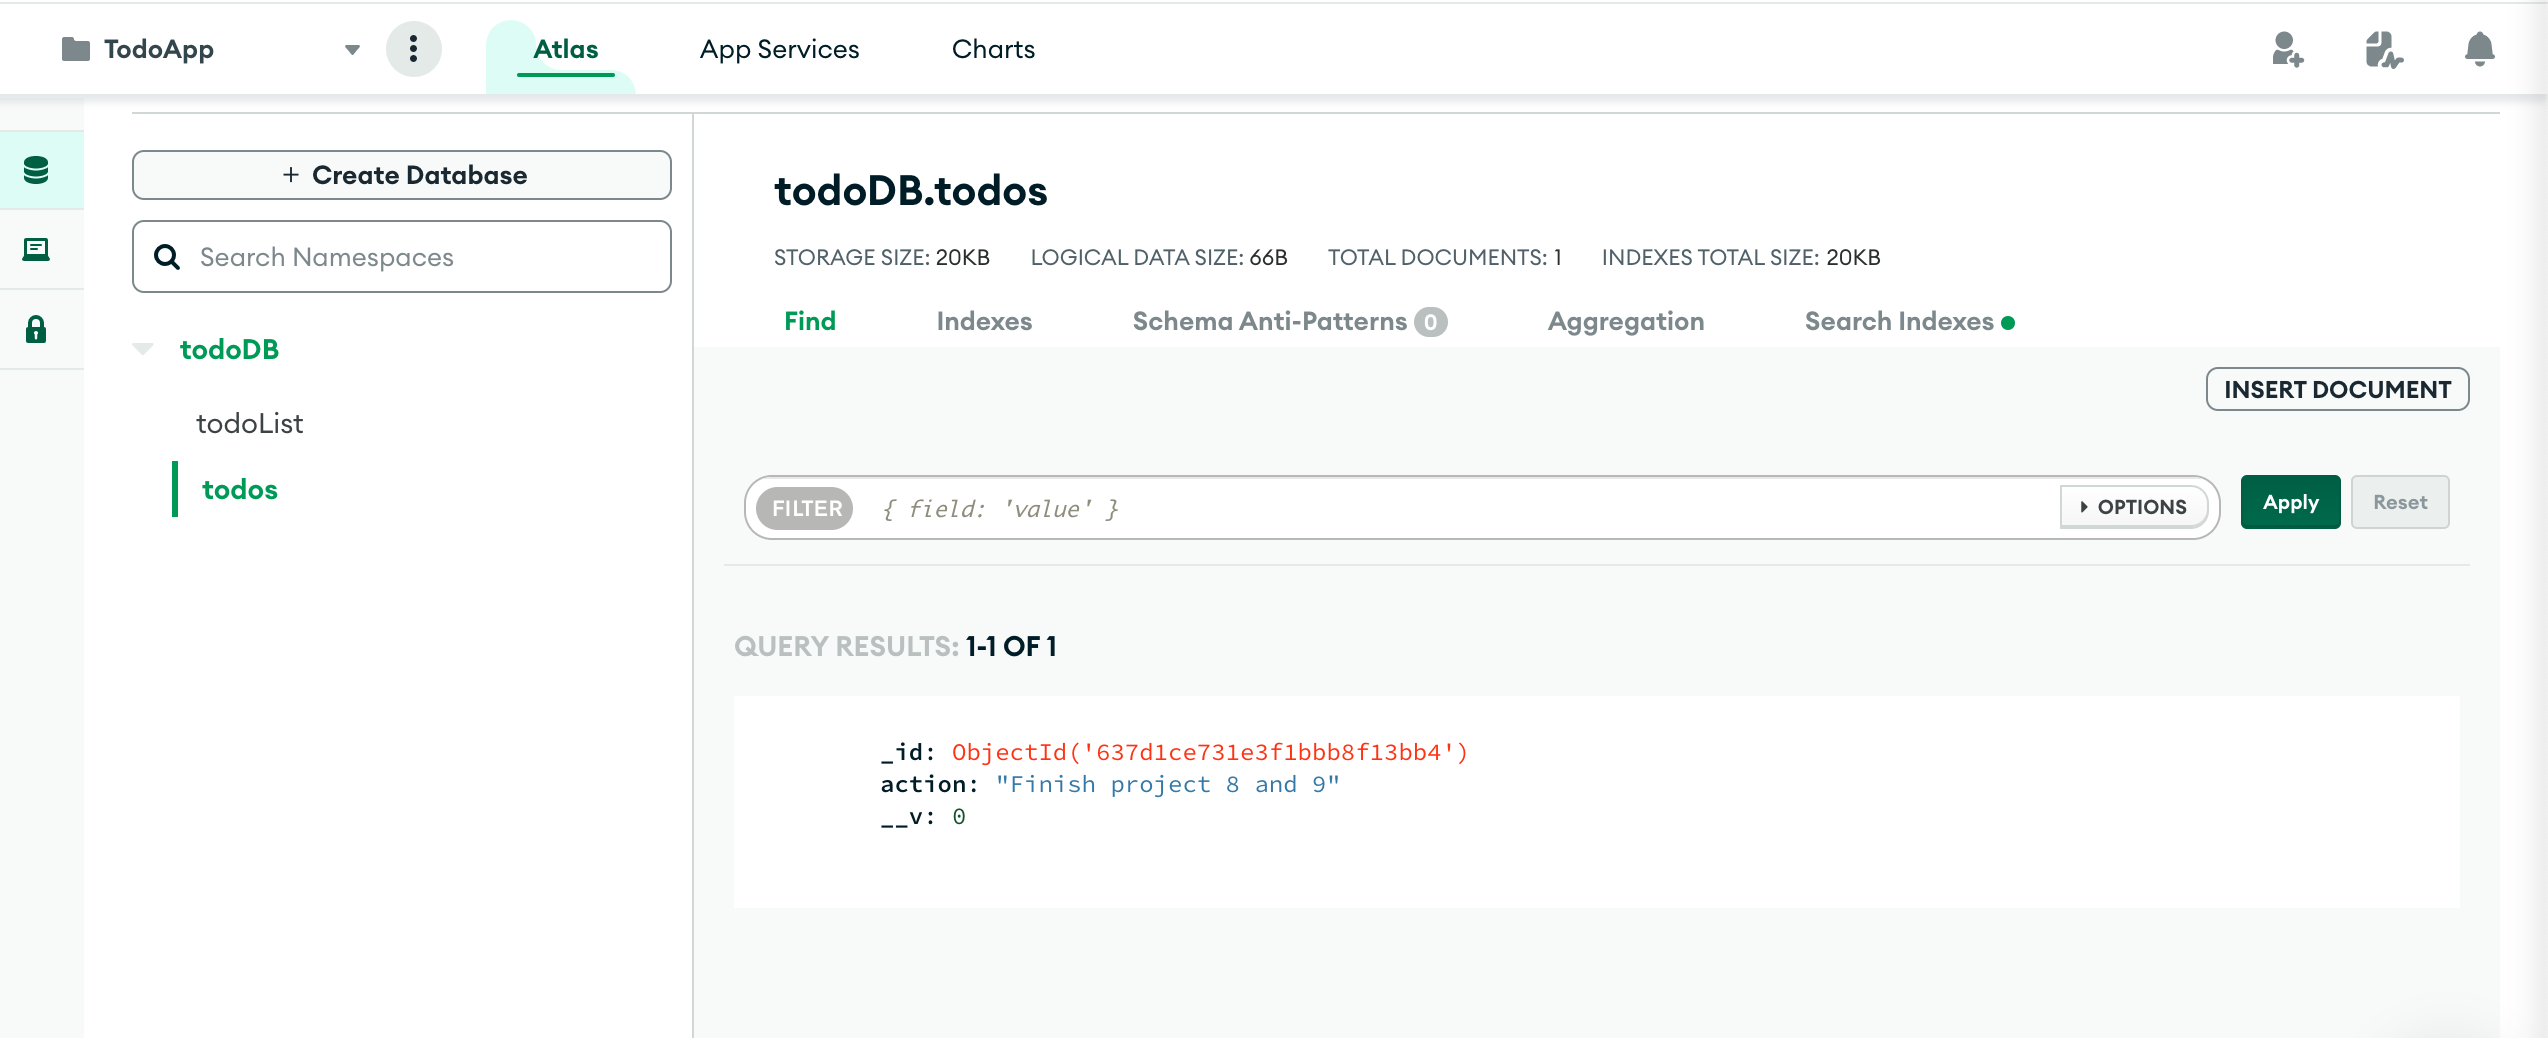 TodoApp
Atlas
App Services
Charts
+ Create Database
Search Namespaces
todoDB
todoList
todos
todoDB.todos
STORAGE SIZE: 20KB LOGICAL DATA SIZE: 66B TOTAL DOCUMENTS: 1 INDEXES TOTAL SIZE: 20KB
Find Indexes Schema Anti-Patterns 0 Aggregation Search Indexes
INSERT DOCUMENT
FILTER { field: 'value' } OPTIONS Apply Reset
QUERY RESULTS: 1-1 OF 1
_id: ObjectId('637d1ce731e3f1bbb8f13bb4')
action: "Finish project 8 and 9"
__v: 0